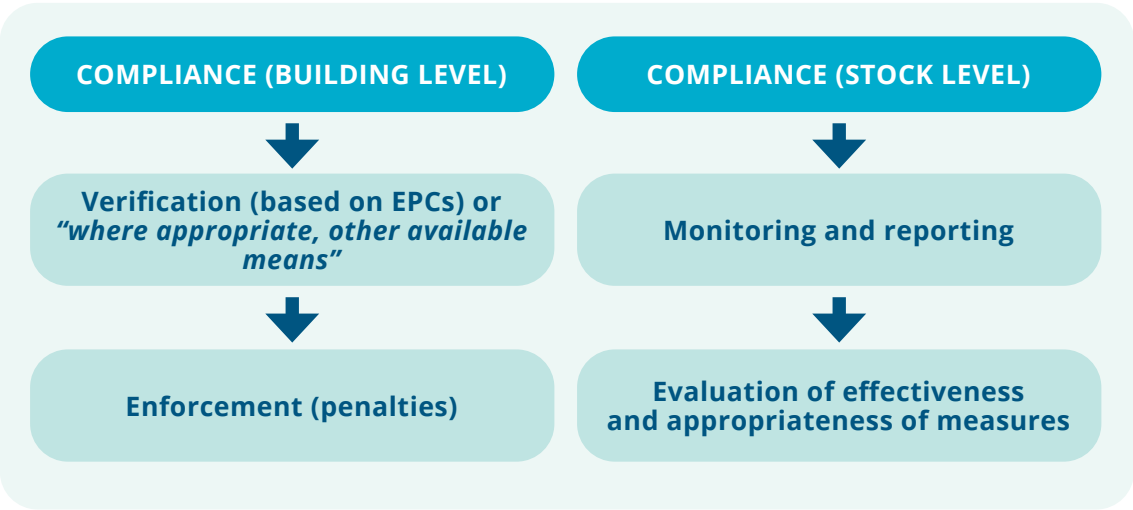 COMPLIANCE (BUILDING LEVEL)
Verification (based on EPCs) or
“where appropriate, other available
means”
Enforcement (penalties)
COMPLIANCE (STOCK LEVEL)
Monitoring and reporting
Evaluation of effectiveness
and appropriateness of measures